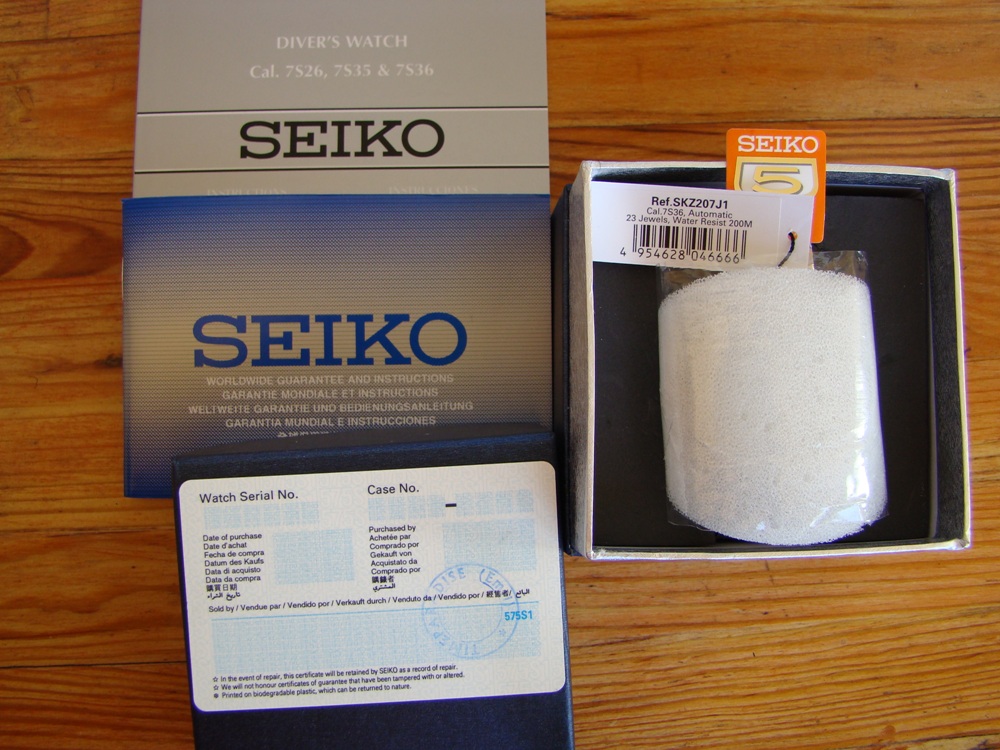 DIVER'S WATCH
Cal. 7S26, 7S35 & 7S36
SEIKO
INSTRUCCIONES
SEIKO
WORLDWIDE GUARANTEE AND INSTRUCTIONS
GARANTIE MONDIALE ET INSTRUCTIONS
WELTWEITE GARANTIE UND BEDIENUNGSANLEITUNG
GARANTIA MUNDIAL E INSTRUCCIONES
SEIKO
5
Ref.SKZ207J1
Cal.7S36, Automatic
23 Jewels, Water Resist 200M
4 954628 046666
Watch Serial No.
Case No.
–
Date of purchase
Date d'achat
Fecha de compra
Datum des Kaufs
Data di acquisto
Data da compra
購買日期
تاريخ الشراء
Purchased by
Achetée par
Comprado por
Gekauft von
Acquistato da
Comprado por
購錶者
المشتري
Sold by / Vendue par / Vendido por / Verkauft durch / Venduto da / Vendido por / 經售者/ البائع
575S1
☆ In the event of repair, this certificate will be retained by SEIKO as a record of repair.
☆ We will not honour certificates of guarantee that have been tampered with or altered.
❋ Printed on biodegradable plastic, which can be returned to nature.